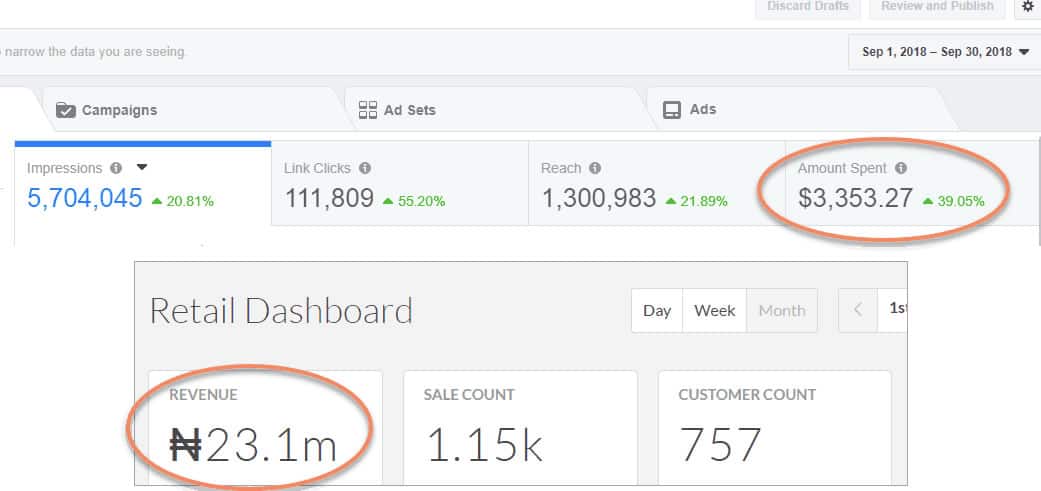 Discard Drafts Review and Publish
narrow the data you are seeing. Sep 1, 2018 – Sep 30, 2018
Campaigns Ad Sets Ads
Impressions Link Clicks Reach Amount Spent
5,704,045 20.81% 111,809 55.20% 1,300,983 21.89% $3,353.27 39.05%
Retail Dashboard Day Week Month
REVENUE SALE COUNT CUSTOMER COUNT
₦23.1m 1.15k 757